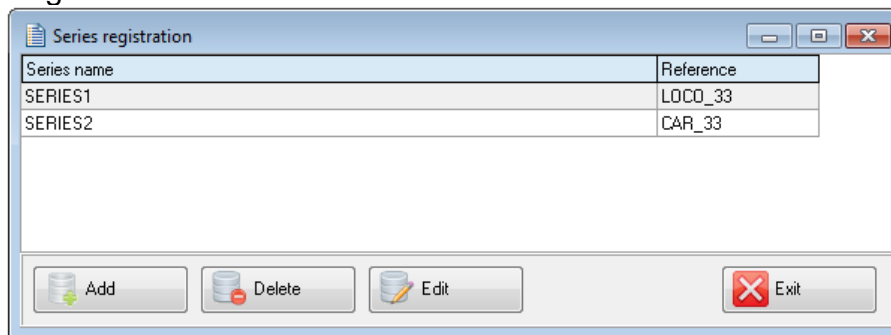 Series registration
Series name Reference
SERIES1 LOCO_33
SERIES2 CAR_33
Add Delete Edit Exit